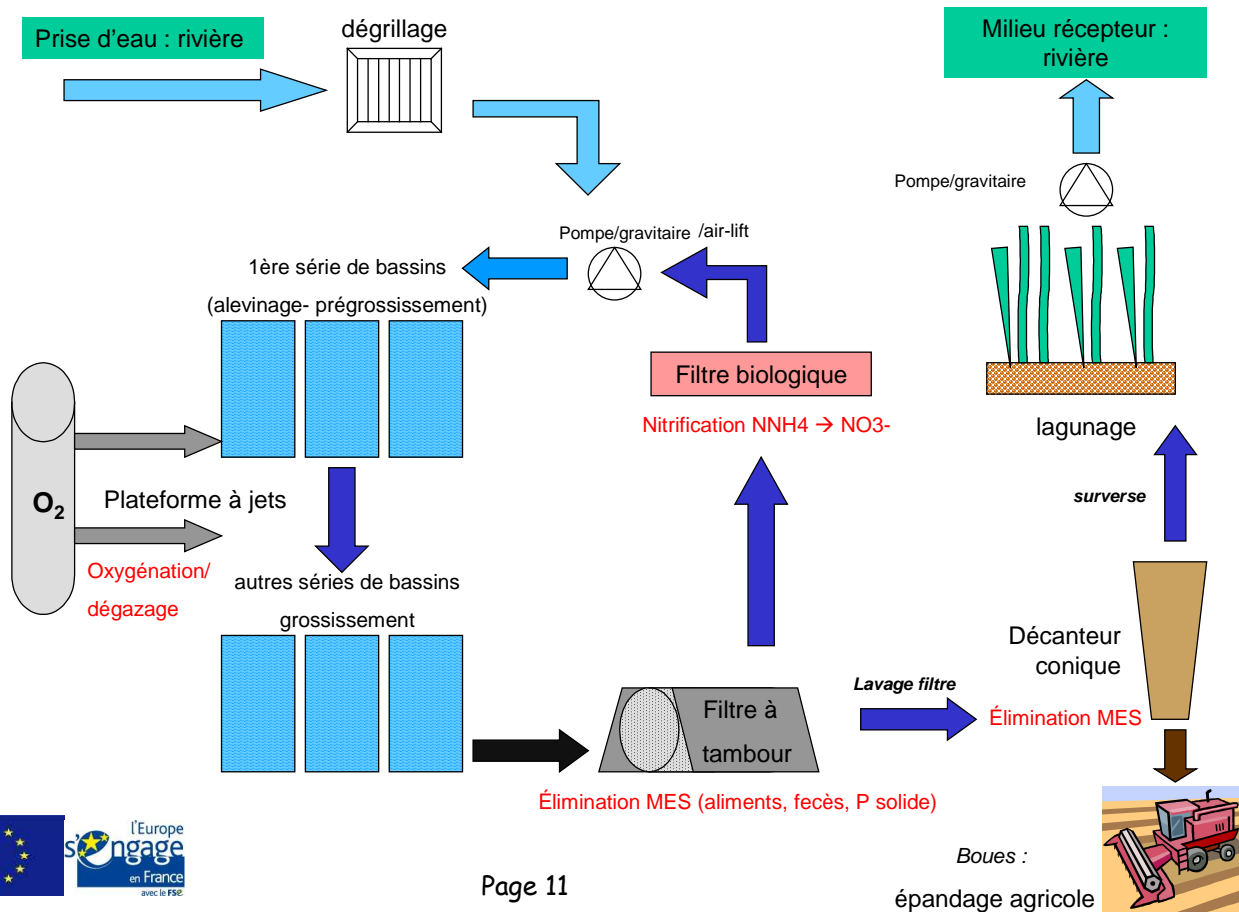 Prise d'eau : rivière
dégrillage
Milieu récepteur :
rivière
Pompe/gravitaire
Pompe/gravitaire /air-lift
1ère série de bassins
(alevinage- prégrossissement)
Filtre biologique
Nitrification NNH4 → NO3-
lagunage
surverse
O2
Plateforme à jets
Oxygénation/
dégazage
autres séries de bassins
grossissement
Décanteur
conique
Lavage filtre
Élimination MES
Filtre à
tambour
Élimination MES (aliments, fecès, P solide)
l'Europe
s'engage
en France
avec le FSE
Page 11
Boues :
épandage agricole